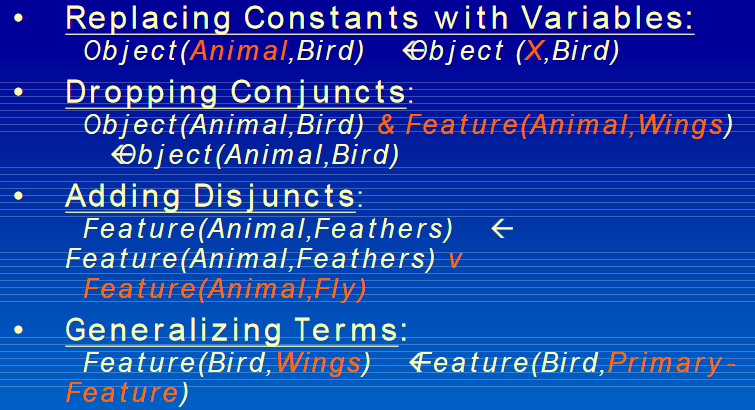 • Replacing Constants with Variables:
Object(Animal,Bird) ←Object (X,Bird)
• Dropping Conjuncts:
Object(Animal,Bird) & Feature(Animal,Wings)
←Object(Animal,Bird)
• Adding Disjuncts:
Feature(Animal,Feathers) ←
Feature(Animal,Feathers) v
Feature(Animal,Fly)
• Generalizing Terms:
Feature(Bird,Wings) ←Feature(Bird,Primary-
Feature)